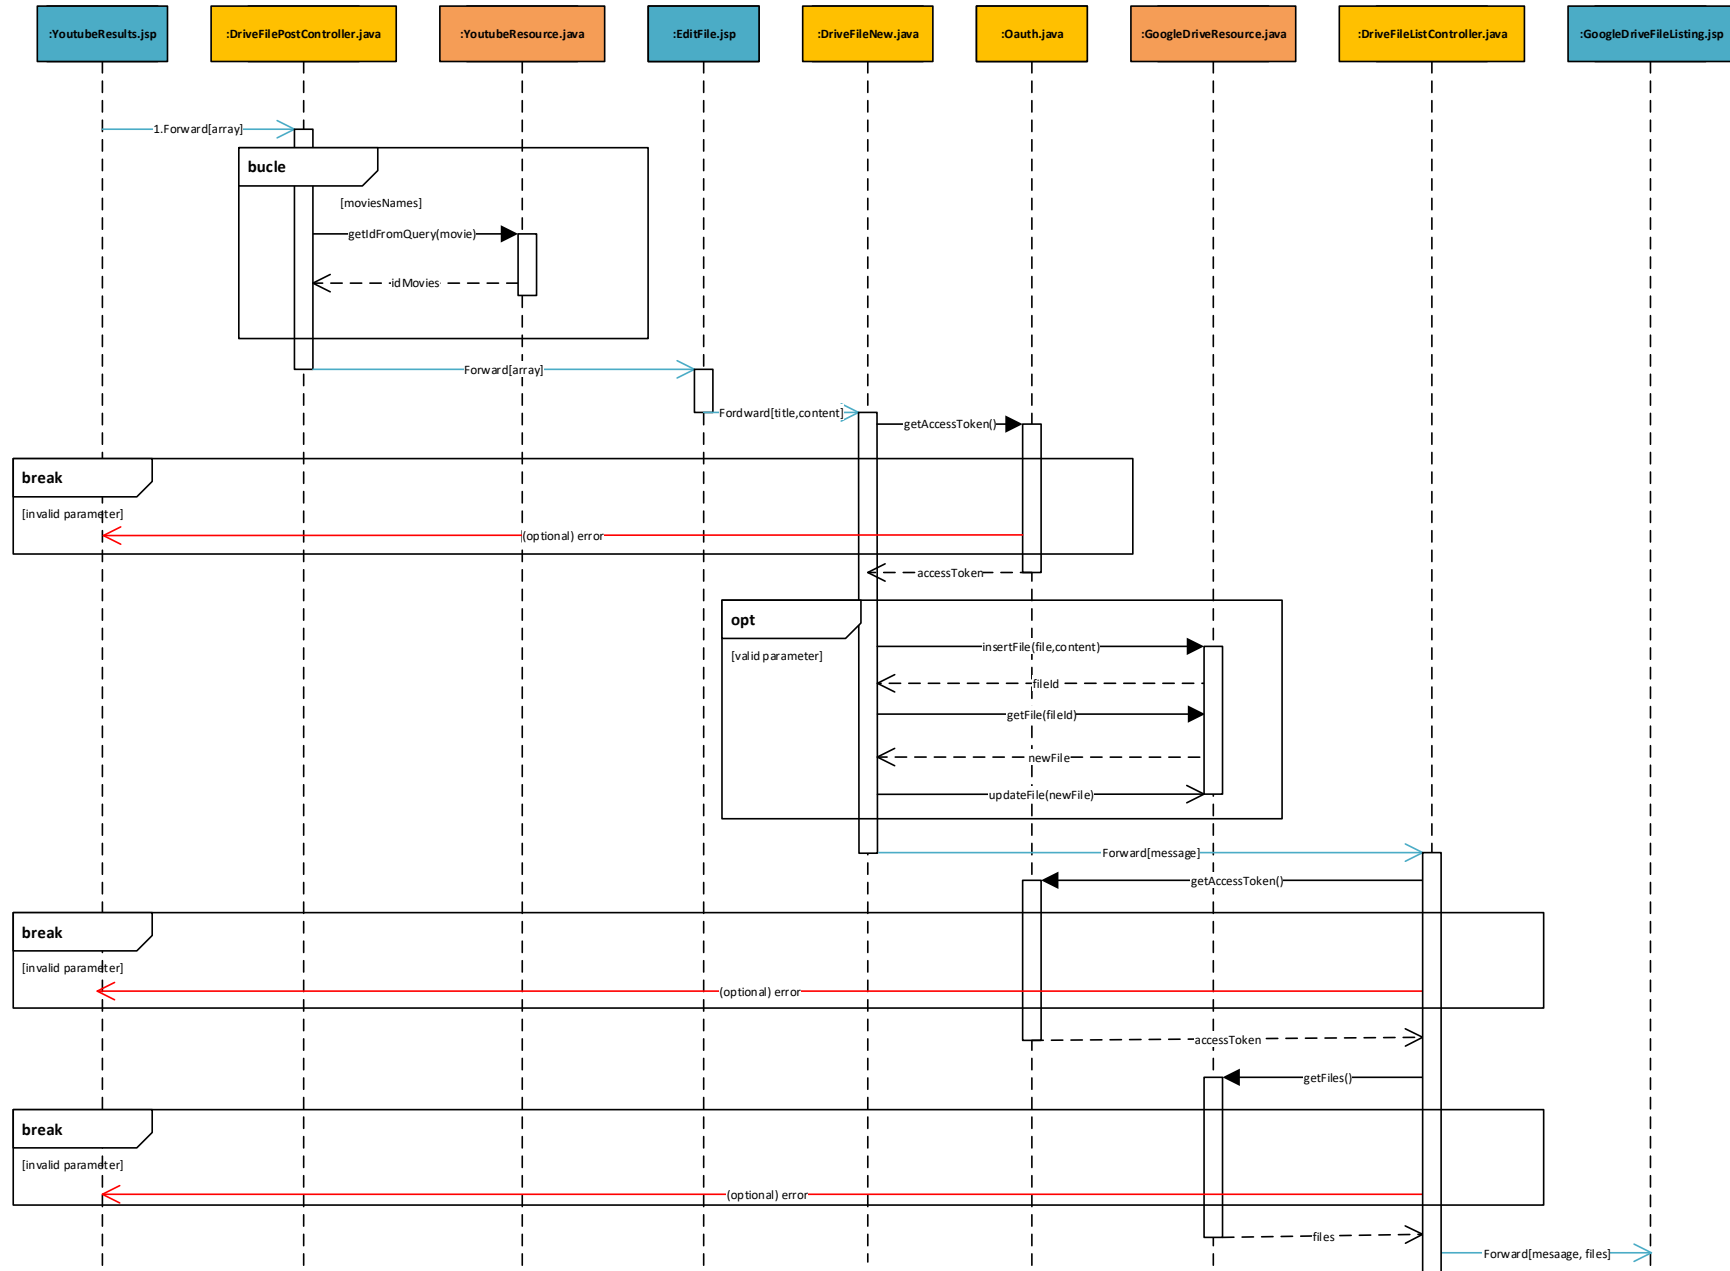 :YoutubeResults.jsp
:DriveFilePostController.java
:YoutubeResource.java
:EditFile.jsp
:DriveFileNew.java
:Oauth.java
:GoogleDriveResource.java
:DriveFileListController.java
:GoogleDriveFileListing.jsp
1.Forward[array]
bucle
[moviesNames]
getIdFromQuery(movie)
idMovies
Forward[array]
Fordward[title,content]
getAccessToken()
break
[invalid parameter]
(optional) error
accessToken
opt
insertFile(file,content)
[valid parameter]
fileId
getFile(fileId)
newFile
updateFile(newFile)
Forward[message]
getAccessToken()
break
[invalid parameter]
(optional) error
accessToken
getFiles()
break
[invalid parameter]
(optional) error
files
Forward[mesaage, files]